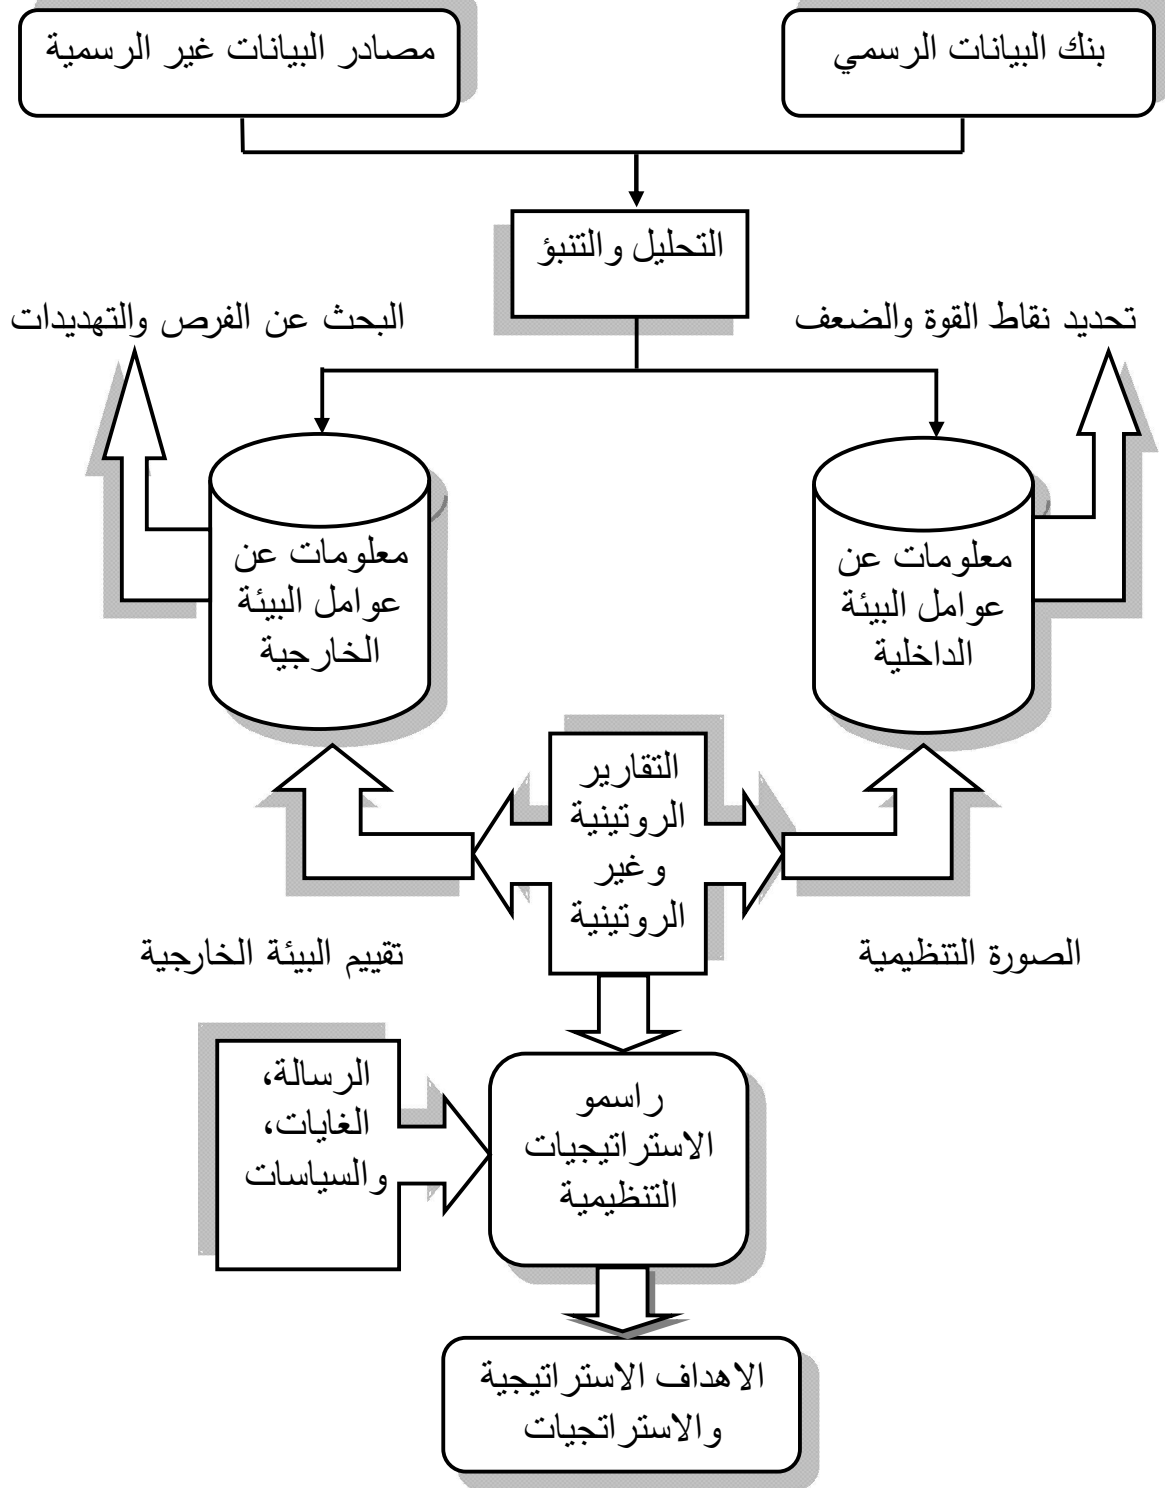 بنك البيانات الرسمي
مصادر البيانات غير الرسمية
التحليل والتنبؤ
تحديد نقاط القوة والضعف
البحث عن الفرص والتهديدات
معلومات عن
عوامل البيئة
الداخلية
معلومات عن
عوامل البيئة
الخارجية
التقارير
الروتينية
وغير
الروتينية
الصورة التنظيمية
تقييم البيئة الخارجية
راسمو
الاستراتيجيات
التنظيمية
الرسالة،
الغايات،
والسياسات
الاهداف الاستراتيجية
والاستراتجيات